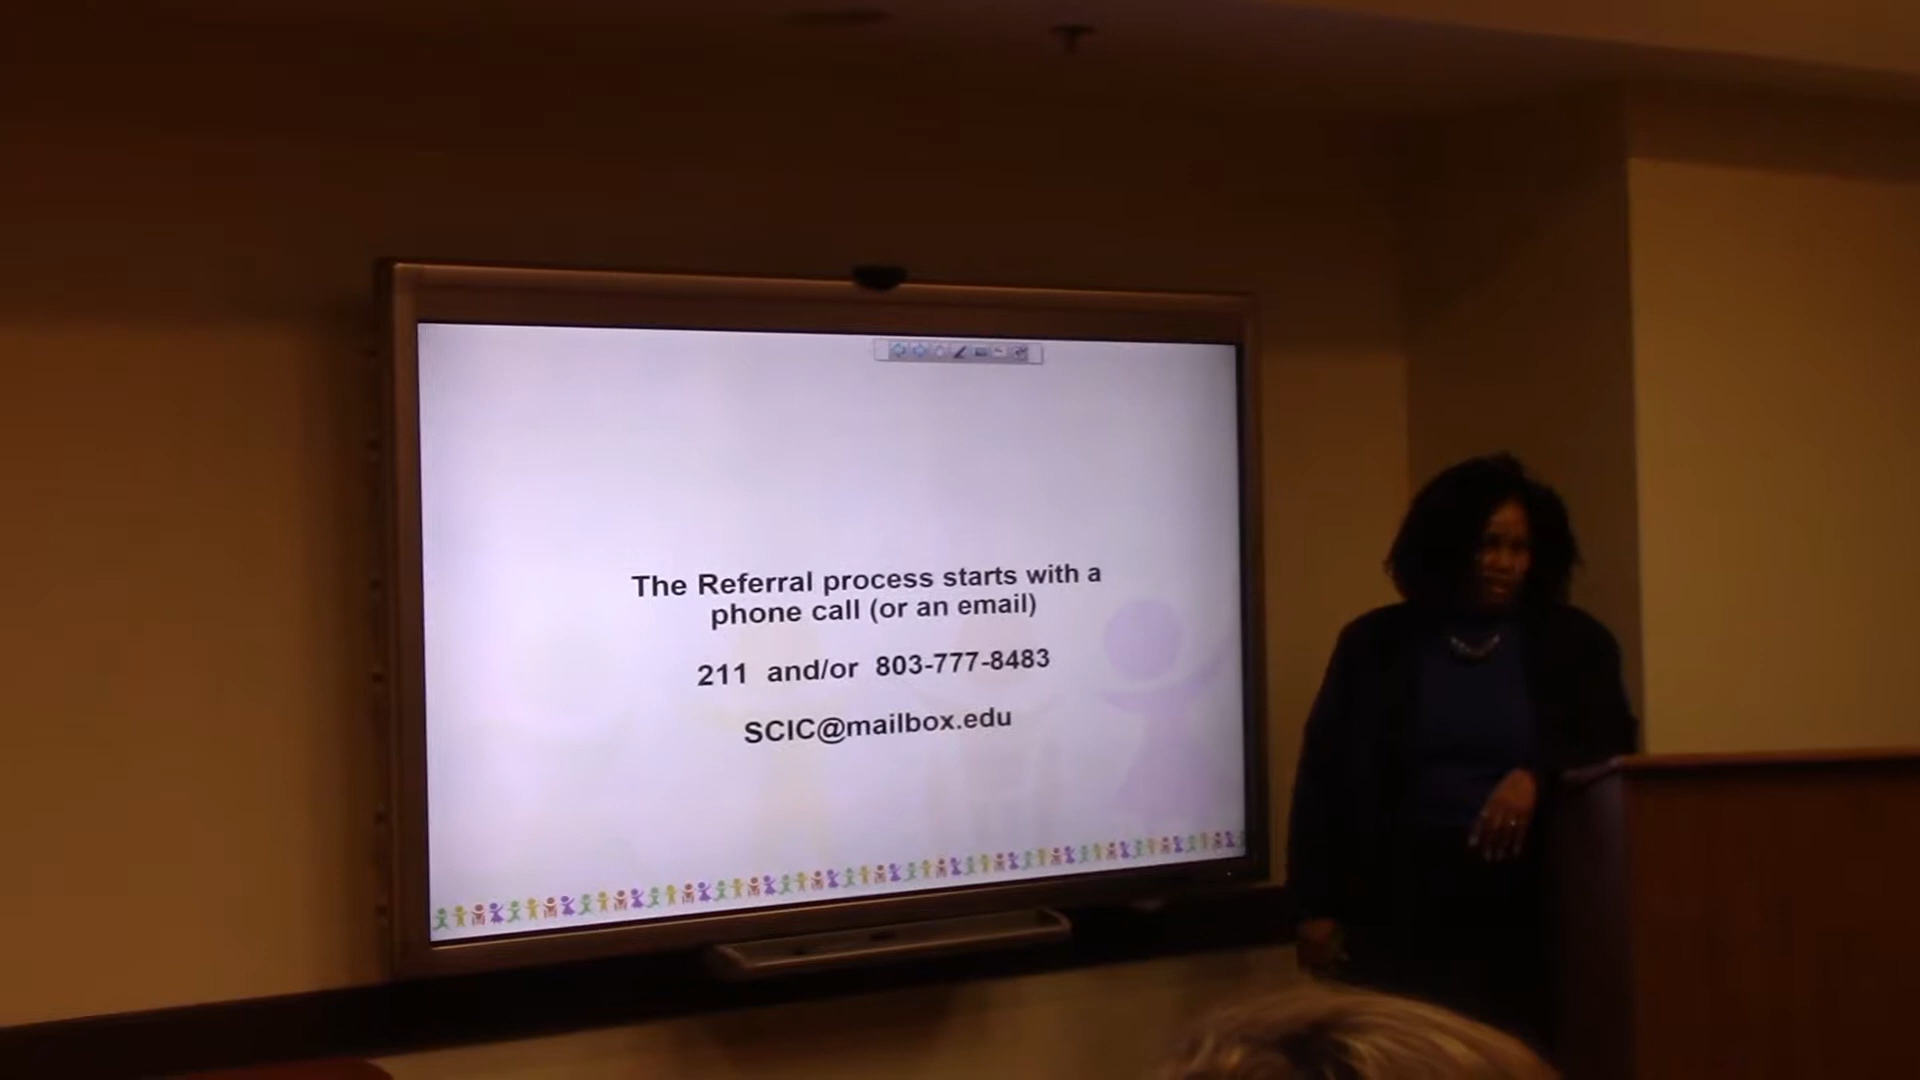 The Referral process starts with a
phone call (or an email)
211 and/or 803-777-8483
SCIC@mailbox.edu